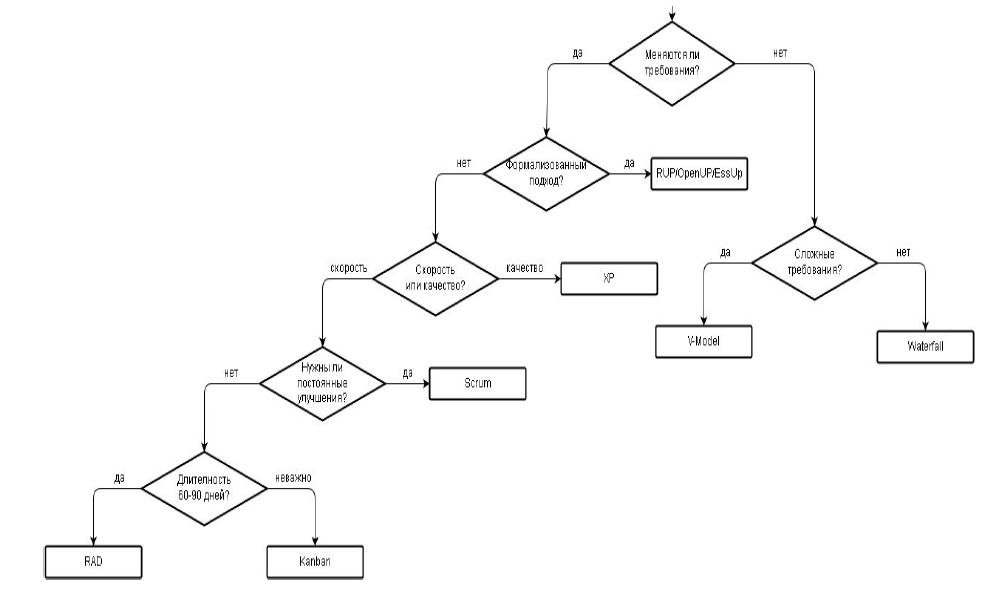 да
Меняются ли
требования?
нет
нет
Формализованный
подход?
да
RUP/OpenUP/EssUp
скорость
Скорость
или качество?
качество
XP
да
Сложные
требования?
нет
V-Model
Waterfall
нет
Нужны ли
постоянные
улучшения?
да
Scrum
да
Длителность
60-90 дней?
неважно
RAD
Kanban